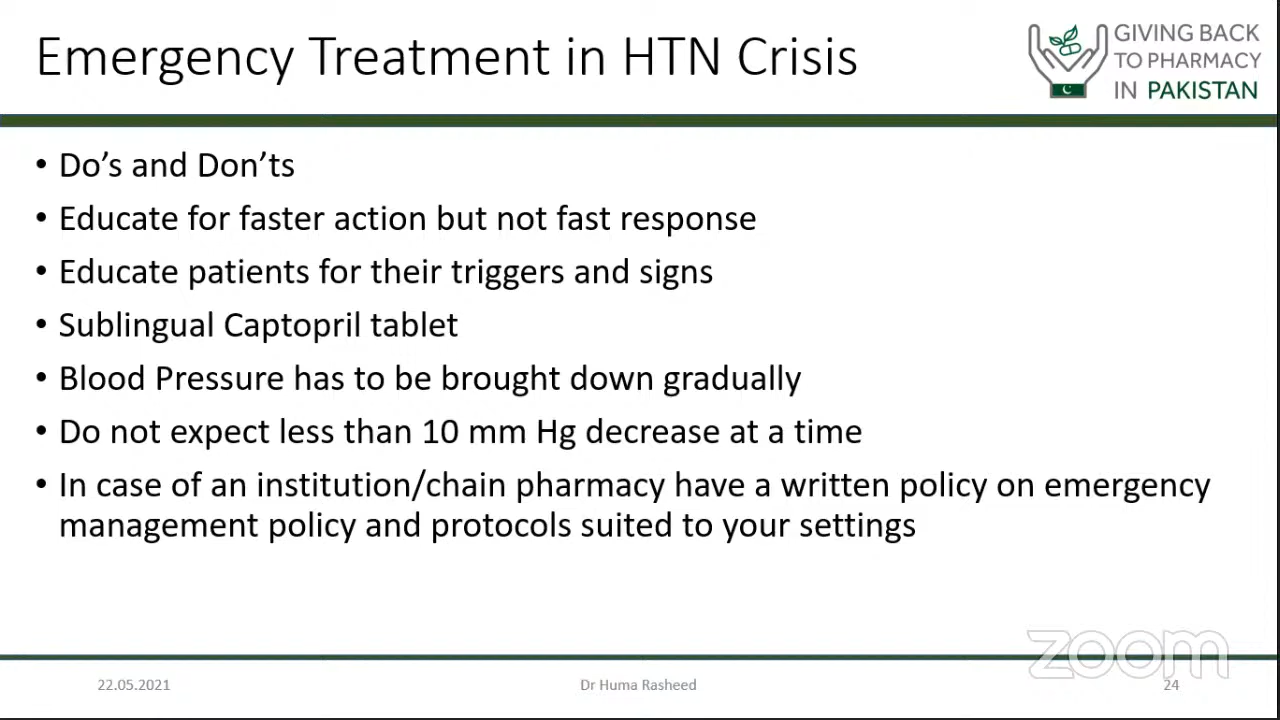 Emergency Treatment in HTN Crisis
GIVING BACK
TO PHARMACY
IN PAKISTAN
• Do’s and Don’ts
• Educate for faster action but not fast response
• Educate patients for their triggers and signs
• Sublingual Captopril tablet
• Blood Pressure has to be brought down gradually
• Do not expect less than 10 mm Hg decrease at a time
• In case of an institution/chain pharmacy have a written policy on emergency
management policy and protocols suited to your settings
zoom
22.05.2021
Dr Huma Rasheed
24